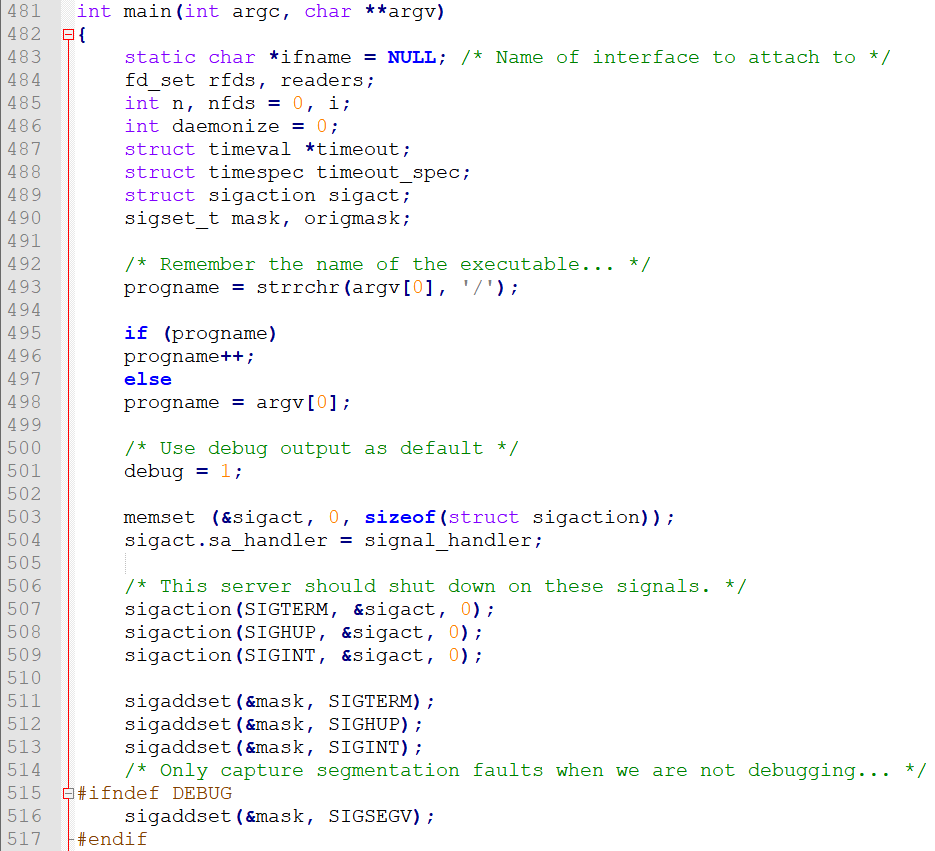 481 int main(int argc, char **argv)
482 {
483 static char *ifname = NULL; /* Name of interface to attach to */
484 fd_set rfds, readers;
485 int n, nfds = 0, i;
486 int daemonize = 0;
487 struct timeval *timeout;
488 struct timespec timeout_spec;
489 struct sigaction sigact;
490 sigset_t mask, origmask;
491
492 /* Remember the name of the executable... */
493 progname = strrchr(argv[0], '/');
494
495 if (progname)
496 progname++;
497 else
498 progname = argv[0];
499
500 /* Use debug output as default */
501 debug = 1;
502
503 memset (&sigact, 0, sizeof(struct sigaction));
504 sigact.sa_handler = signal_handler;
505
506 /* This server should shut down on these signals. */
507 sigaction(SIGTERM, &sigact, 0);
508 sigaction(SIGHUP, &sigact, 0);
509 sigaction(SIGINT, &sigact, 0);
510
511 sigaddset(&mask, SIGTERM);
512 sigaddset(&mask, SIGHUP);
513 sigaddset(&mask, SIGINT);
514 /* Only capture segmentation faults when we are not debugging... */
515 #ifndef DEBUG
516 sigaddset(&mask, SIGSEGV);
517 #endif